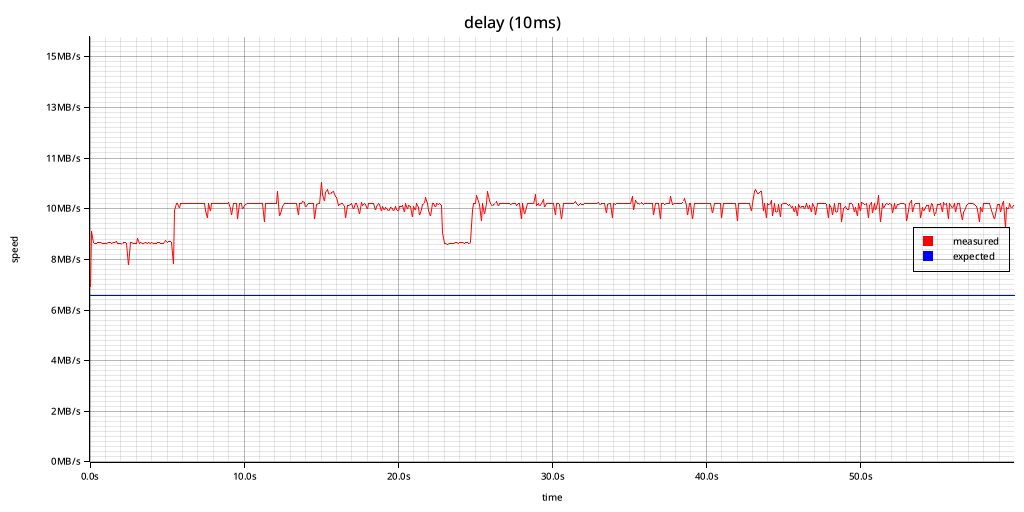 delay (10ms)
15MB/s
13MB/s
11MB/s
10MB/s
8MB/s
6MB/s
4MB/s
2MB/s
0MB/s
speed
measured
expected
0.0s 10.0s 20.0s 30.0s 40.0s 50.0s
time